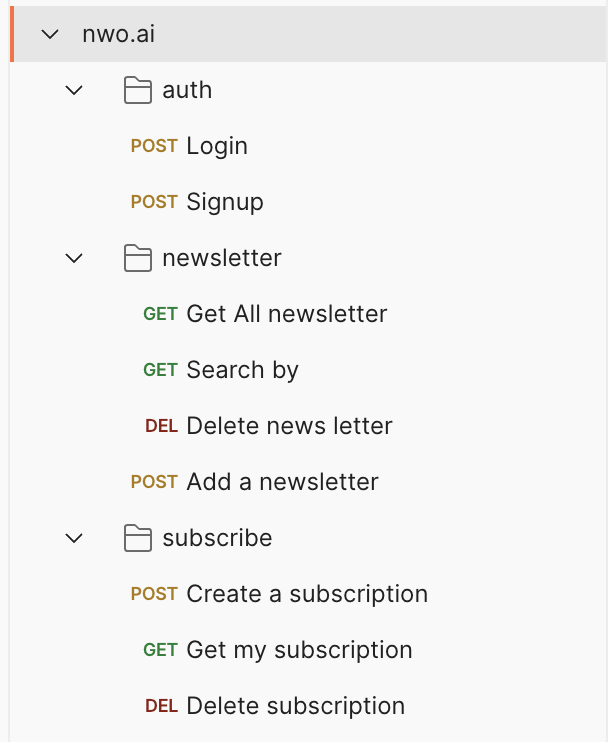 nwo.ai
auth
POST Login
POST Signup
newsletter
GET Get All newsletter
GET Search by
DEL Delete news letter
POST Add a newsletter
subscribe
POST Create a subscription
GET Get my subscription
DEL Delete subscription